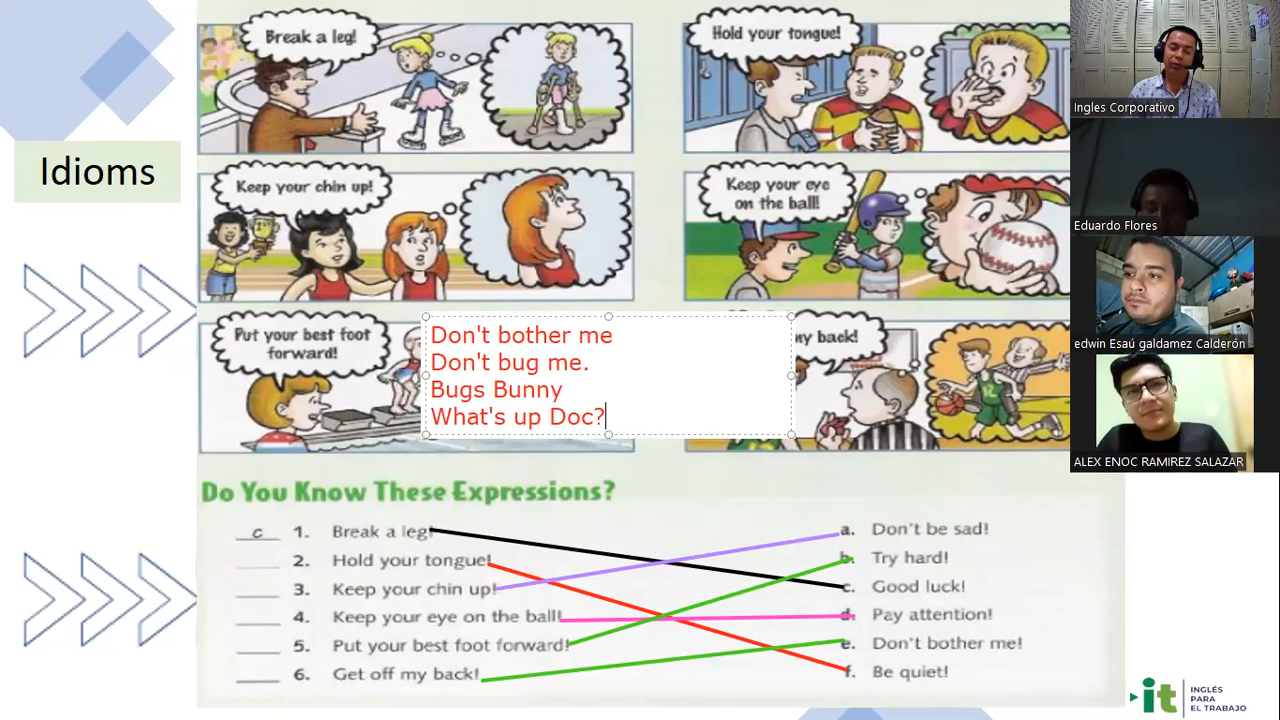 Idioms
Break a leg!
Hold your tongue!
Keep your chin up!
Keep your eye
on the ball!
Put your best foot
forward!
my back!
Don't bother me
Don't bug me.
Bugs Bunny
What's up Doc?
Do You Know These Expressions?
c 1. Break a leg! a. Don't be sad!
2. Hold your tongue! b. Try hard!
3. Keep your chin up! c. Good luck!
4. Keep your eye on the ball! d. Pay attention!
5. Put your best foot forward! e. Don't bother me!
6. Get off my back! f. Be quiet!
Ingles Corporativo
Eduardo Flores
edwin Esaú galdamez Calderón
ALEX ENOC RAMIREZ SALAZAR
it INGLÉS
PARA
EL TRABAJO